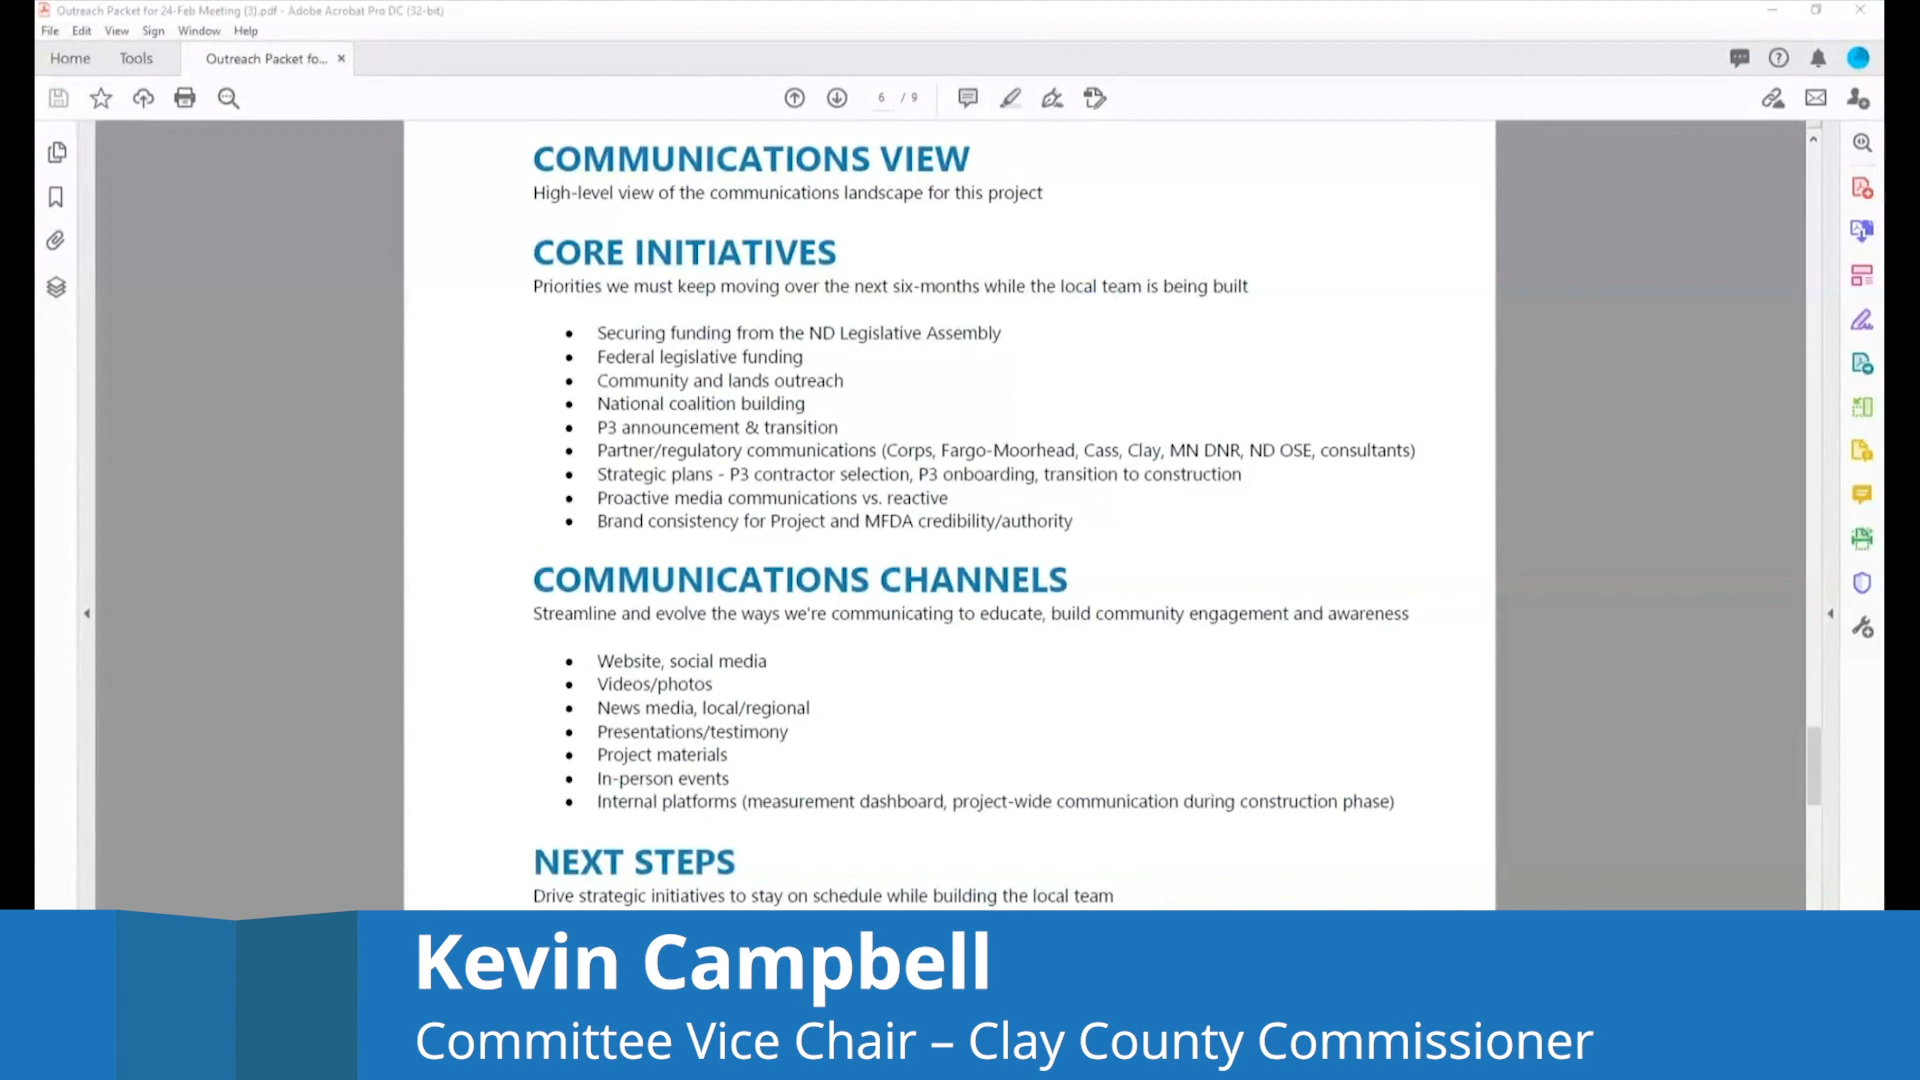 Outreach Packet for 24-Feb Meeting (3).pdf - Adobe Acrobat Pro DC (32-bit)
File Edit View Sign Window Help
Home Tools Outreach Packet fo... ×
6 / 9
COMMUNICATIONS VIEW
High-level view of the communications landscape for this project
CORE INITIATIVES
Priorities we must keep moving over the next six-months while the local team is being built
• Securing funding from the ND Legislative Assembly
• Federal legislative funding
• Community and lands outreach
• National coalition building
• P3 announcement & transition
• Partner/regulatory communications (Corps, Fargo-Moorhead, Cass, Clay, MN DNR, ND OSE, consultants)
• Strategic plans - P3 contractor selection, P3 onboarding, transition to construction
• Proactive media communications vs. reactive
• Brand consistency for Project and MFDA credibility/authority
COMMUNICATIONS CHANNELS
Streamline and evolve the ways we're communicating to educate, build community engagement and awareness
• Website, social media
• Videos/photos
• News media, local/regional
• Presentations/testimony
• Project materials
• In-person events
• Internal platforms (measurement dashboard, project-wide communication during construction phase)
NEXT STEPS
Drive strategic initiatives to stay on schedule while building the local team
Kevin Campbell
Committee Vice Chair – Clay County Commissioner